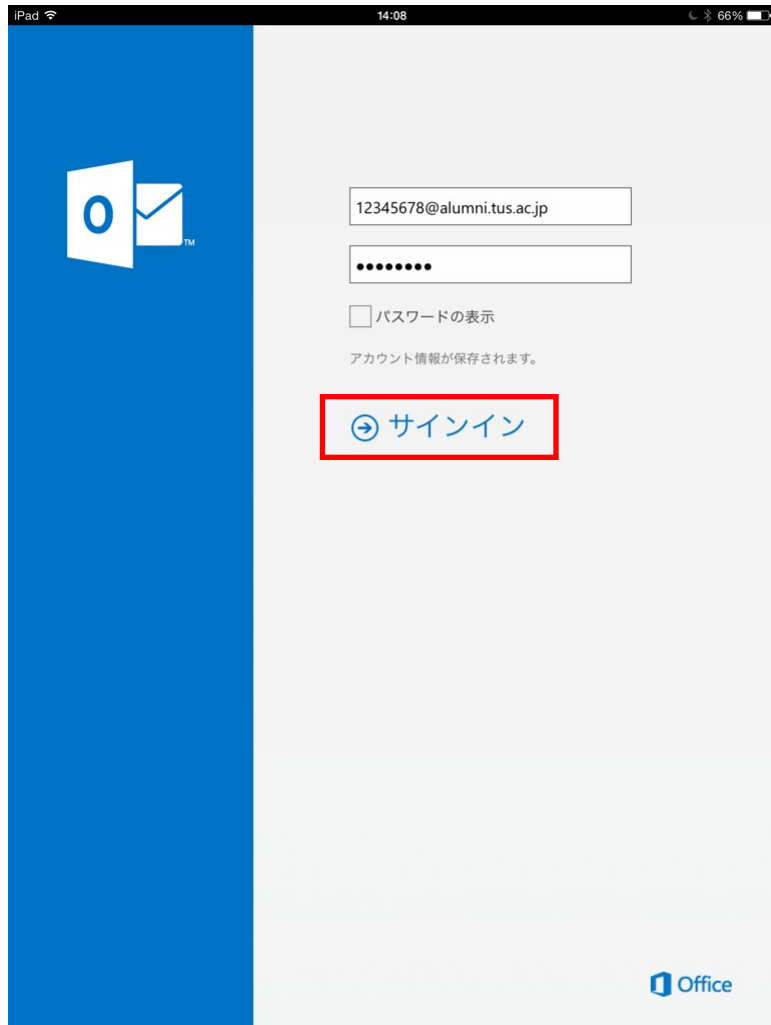 iPad 14:08 66%
O
TM
12345678@alumni.tus.ac.jp
••••••••
パスワードの表示
アカウント情報が保存されます。
サインイン
Office